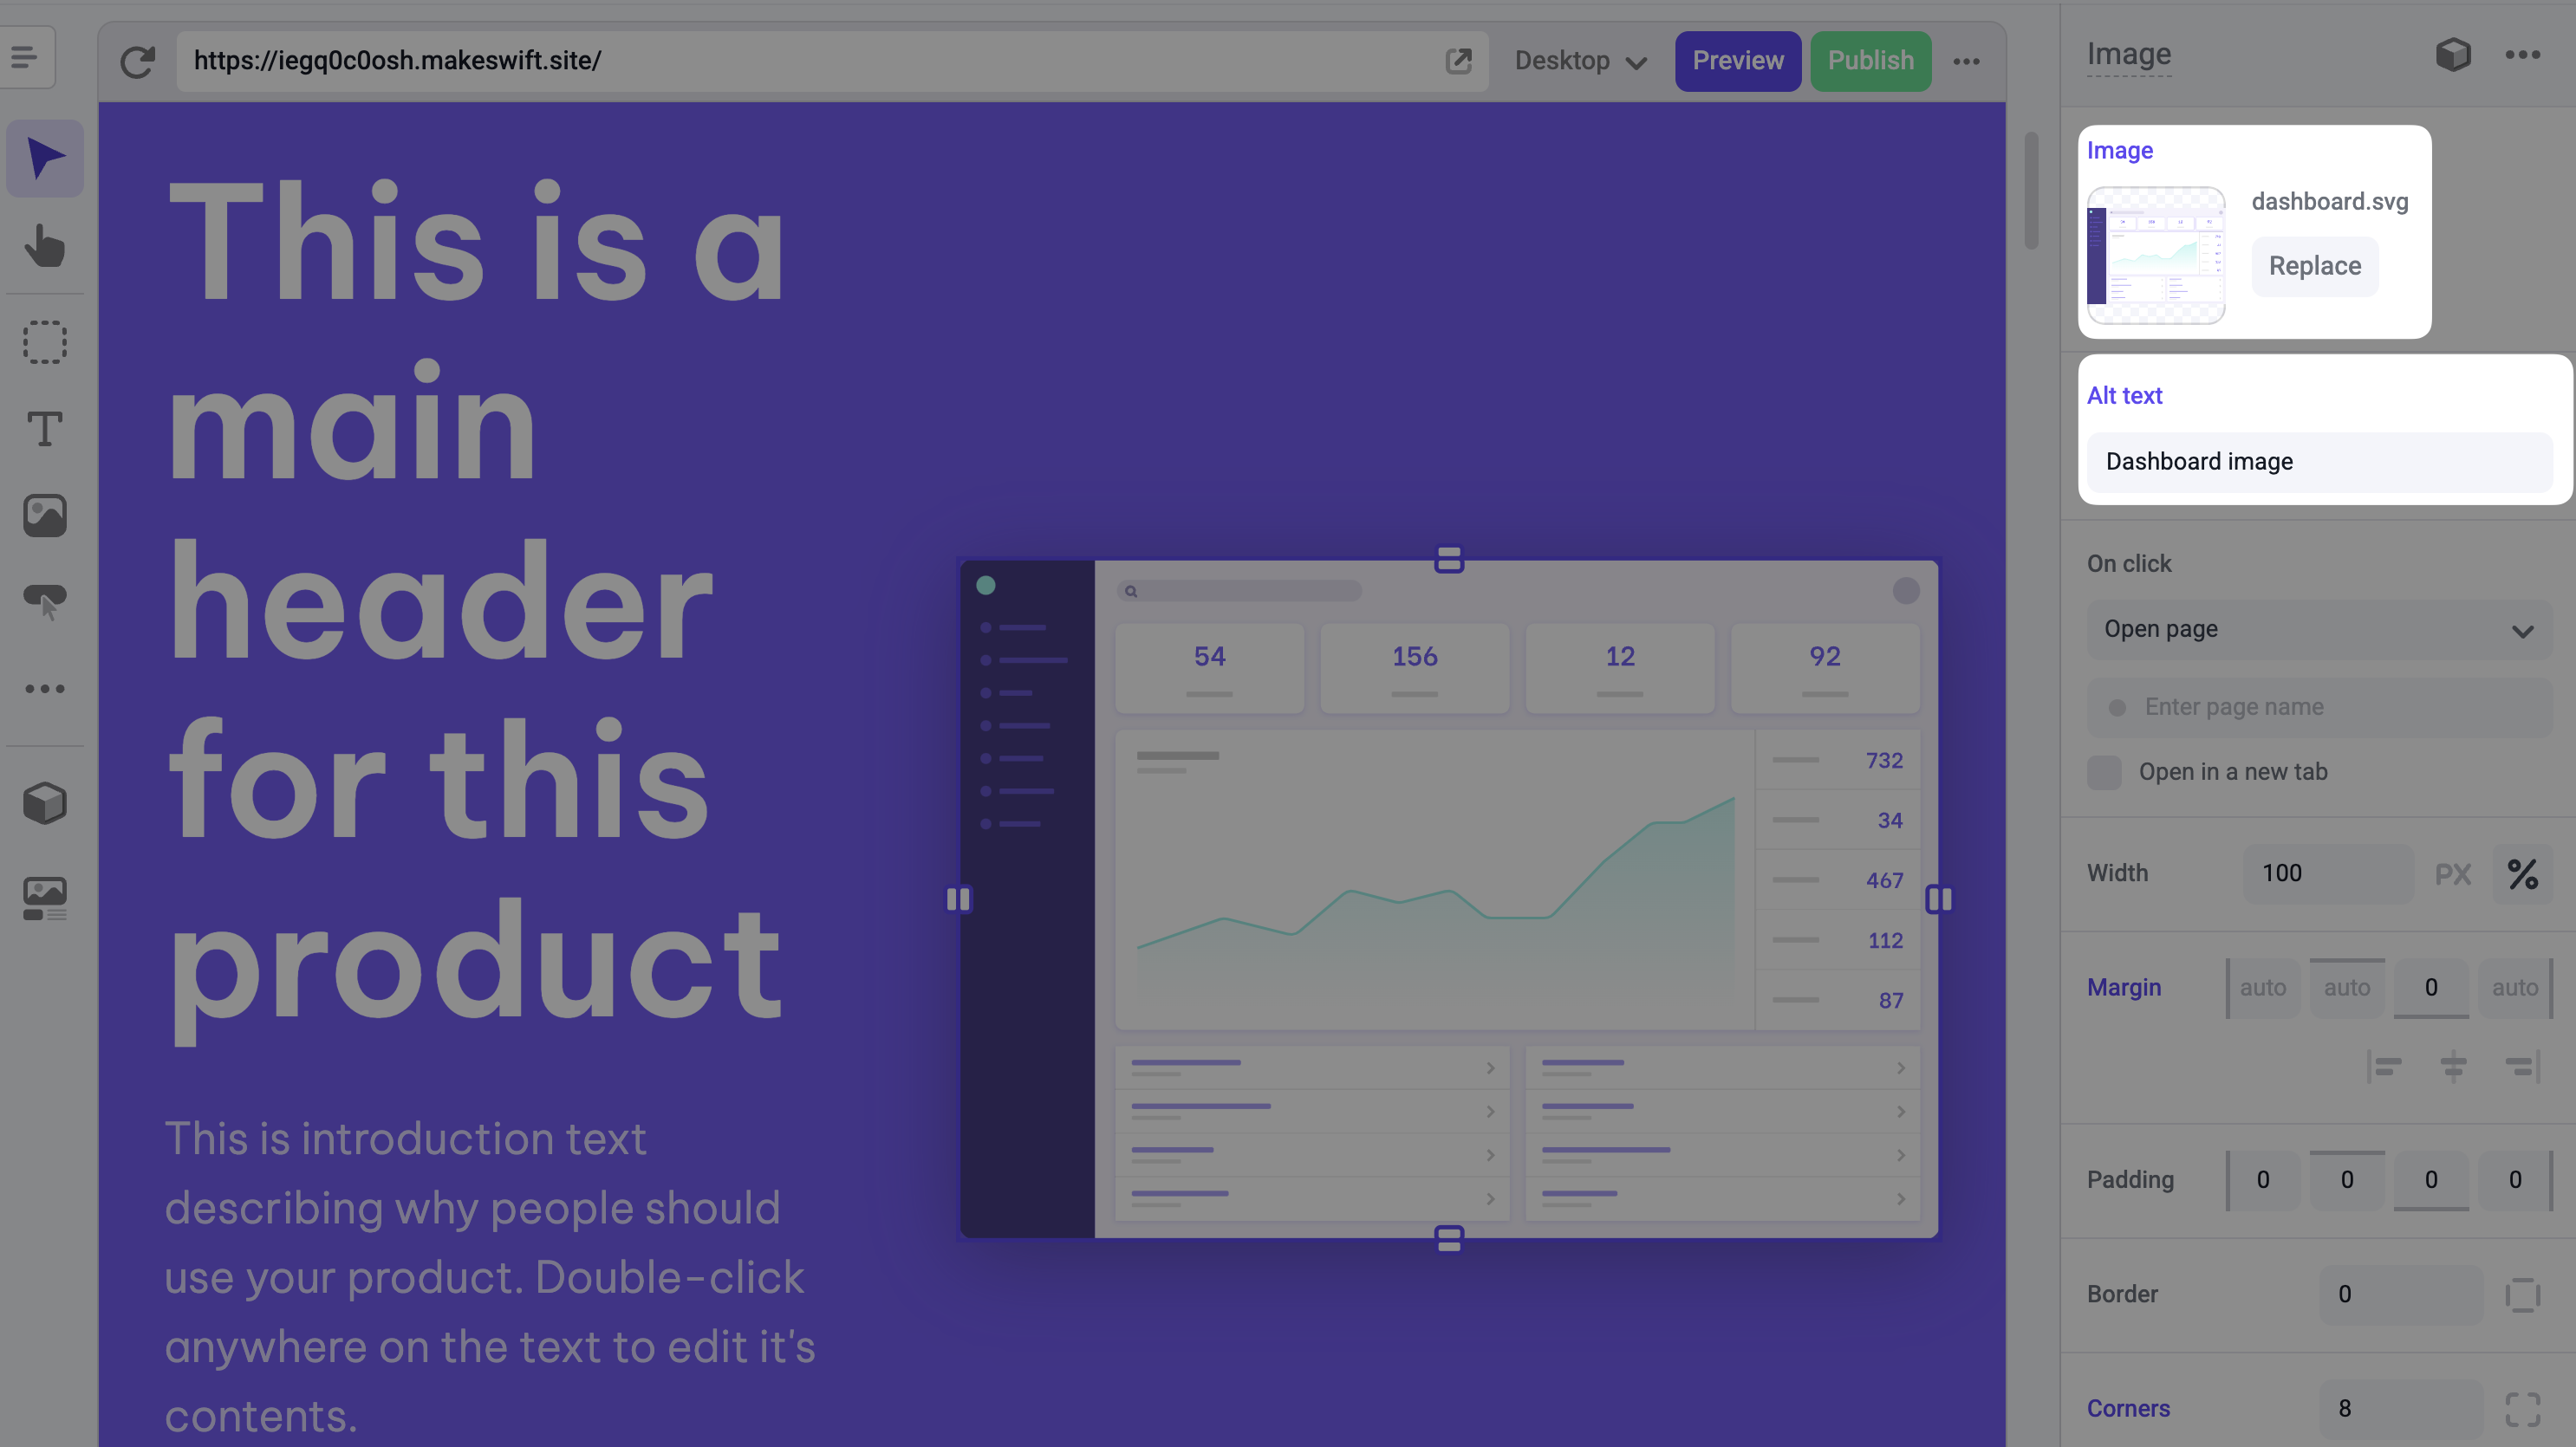 https://iegq0c0osh.makeswift.site/
Desktop
Preview
Publish
This is a
main
header
for this
product
This is introduction text
describing why people should
use your product. Double-click
anywhere on the text to edit it's
contents.
54
156
12
92
732
34
467
112
87
Image
Image
dashboard.svg
Replace
Alt text
Dashboard image
On click
Open page
Enter page name
Open in a new tab
Width 100 PX %
Margin auto auto 0 auto
Padding 0 0 0 0
Border 0
Corners 8